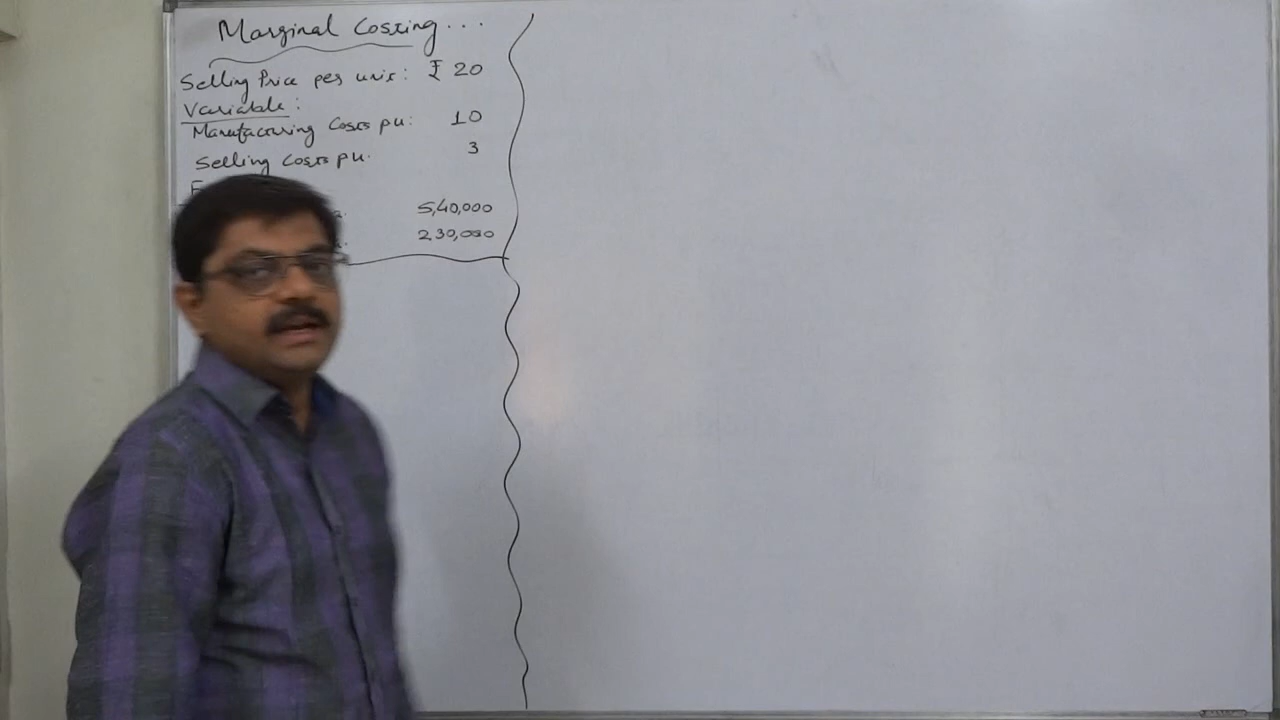 Marginal Costing...
Selling Price per unit: ₹ 20
Variable:
Manufacturing Costs pu: 10
Selling Costs pu. 3
5,40,000
2,30,000